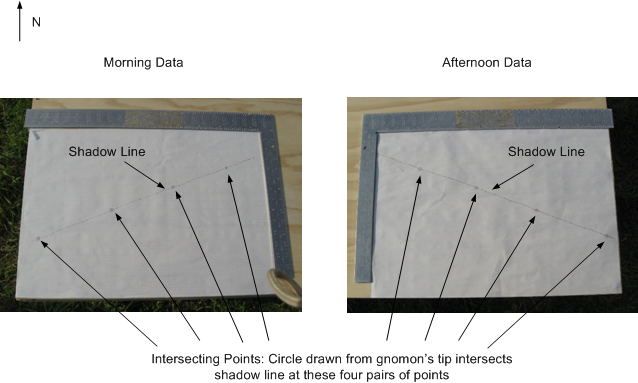 N
Morning Data
Afternoon Data
Shadow Line
Shadow Line
Intersecting Points: Circle drawn from gnomon's tip intersects
shadow line at these four pairs of points